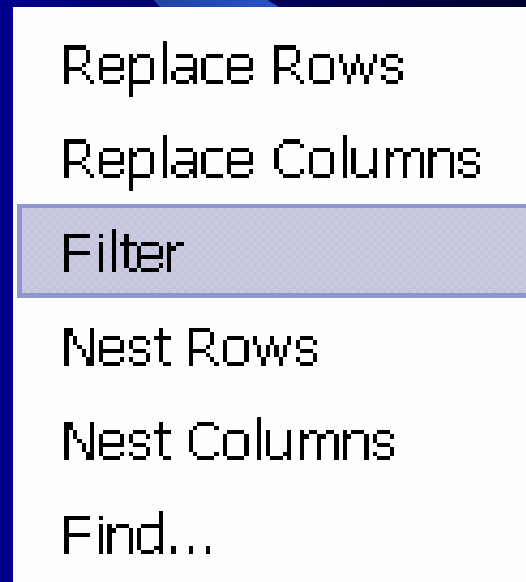 Replace Rows
Replace Columns
Filter
Nest Rows
Nest Columns
Find...